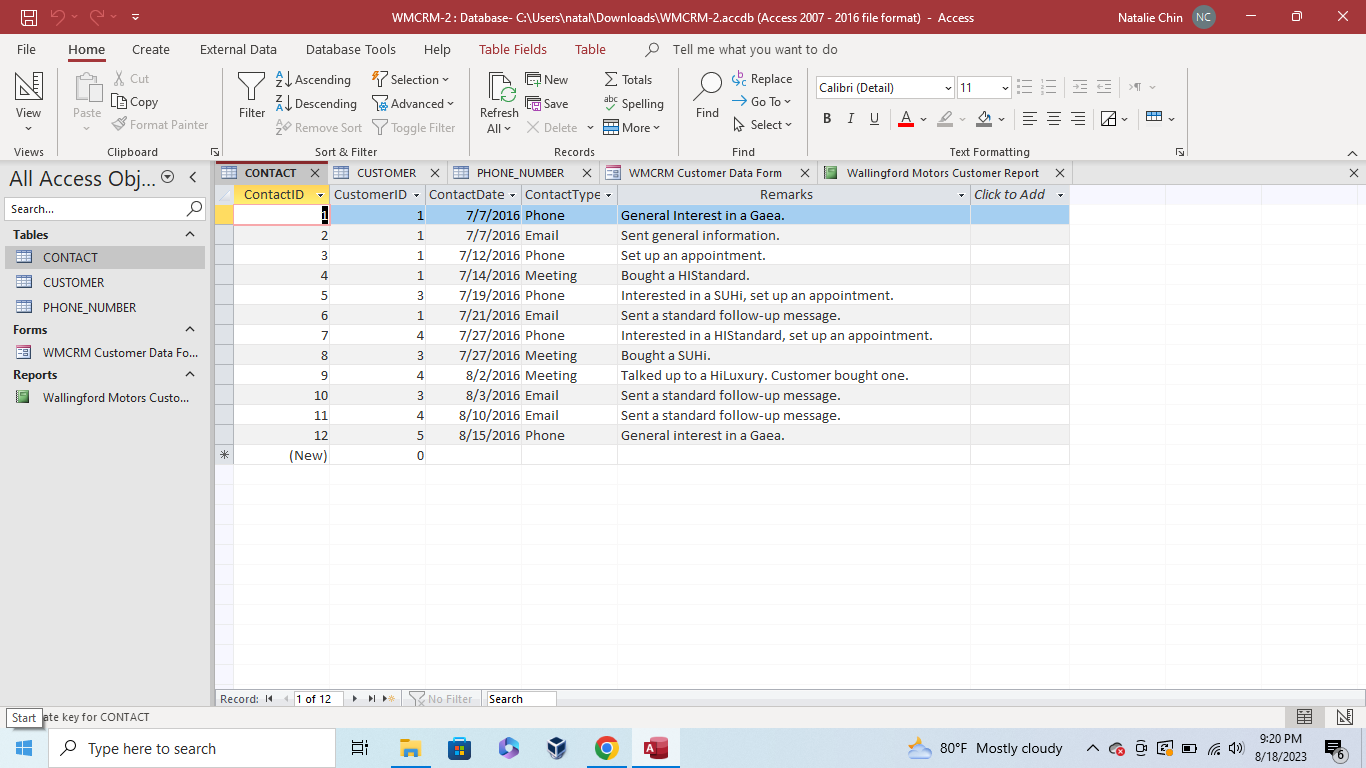 WMCRM-2 : Database- C:\Users\natal\Downloads\WMCRM-2.accdb (Access 2007 - 2016 file format) - Access
Natalie Chin NC
File Home Create External Data Database Tools Help Table Fields Table Tell me what you want to do
View
Views
Paste
Cut
Copy
Format Painter
Clipboard
Filter
Ascending
Descending
Remove Sort
Selection
Advanced
Toggle Filter
Sort & Filter
Refresh
All
New
Save
Delete
Totals
Spelling
More
Records
Find
Replace
Go To
Select
Find
Calibri (Detail) 11
B I U A
Text Formatting
All Access Obj...
Search...
Tables
CONTACT
CUSTOMER
PHONE_NUMBER
Forms
WMCRM Customer Data Fo...
Reports
Wallingford Motors Custo...
CONTACT CUSTOMER PHONE_NUMBER WMCRM Customer Data Form Wallingford Motors Customer Report
ContactID CustomerID ContactDate ContactType Remarks Click to Add
1 1 7/7/2016 Phone General Interest in a Gaea.
2 1 7/7/2016 Email Sent general information.
3 1 7/12/2016 Phone Set up an appointment.
4 1 7/14/2016 Meeting Bought a HIStandard.
5 3 7/19/2016 Phone Interested in a SUHi, set up an appointment.
6 1 7/21/2016 Email Sent a standard follow-up message.
7 4 7/27/2016 Phone Interested in a HIStandard, set up an appointment.
8 3 7/27/2016 Meeting Bought a SUHi.
9 4 8/2/2016 Meeting Talked up to a HiLuxury. Customer bought one.
10 3 8/3/2016 Email Sent a standard follow-up message.
11 4 8/10/2016 Email Sent a standard follow-up message.
12 5 8/15/2016 Phone General interest in a Gaea.
(New) 0
Record: 1 of 12 No Filter Search
Start
ate key for CONTACT
Type here to search
80°F Mostly cloudy
9:20 PM
8/18/2023
6